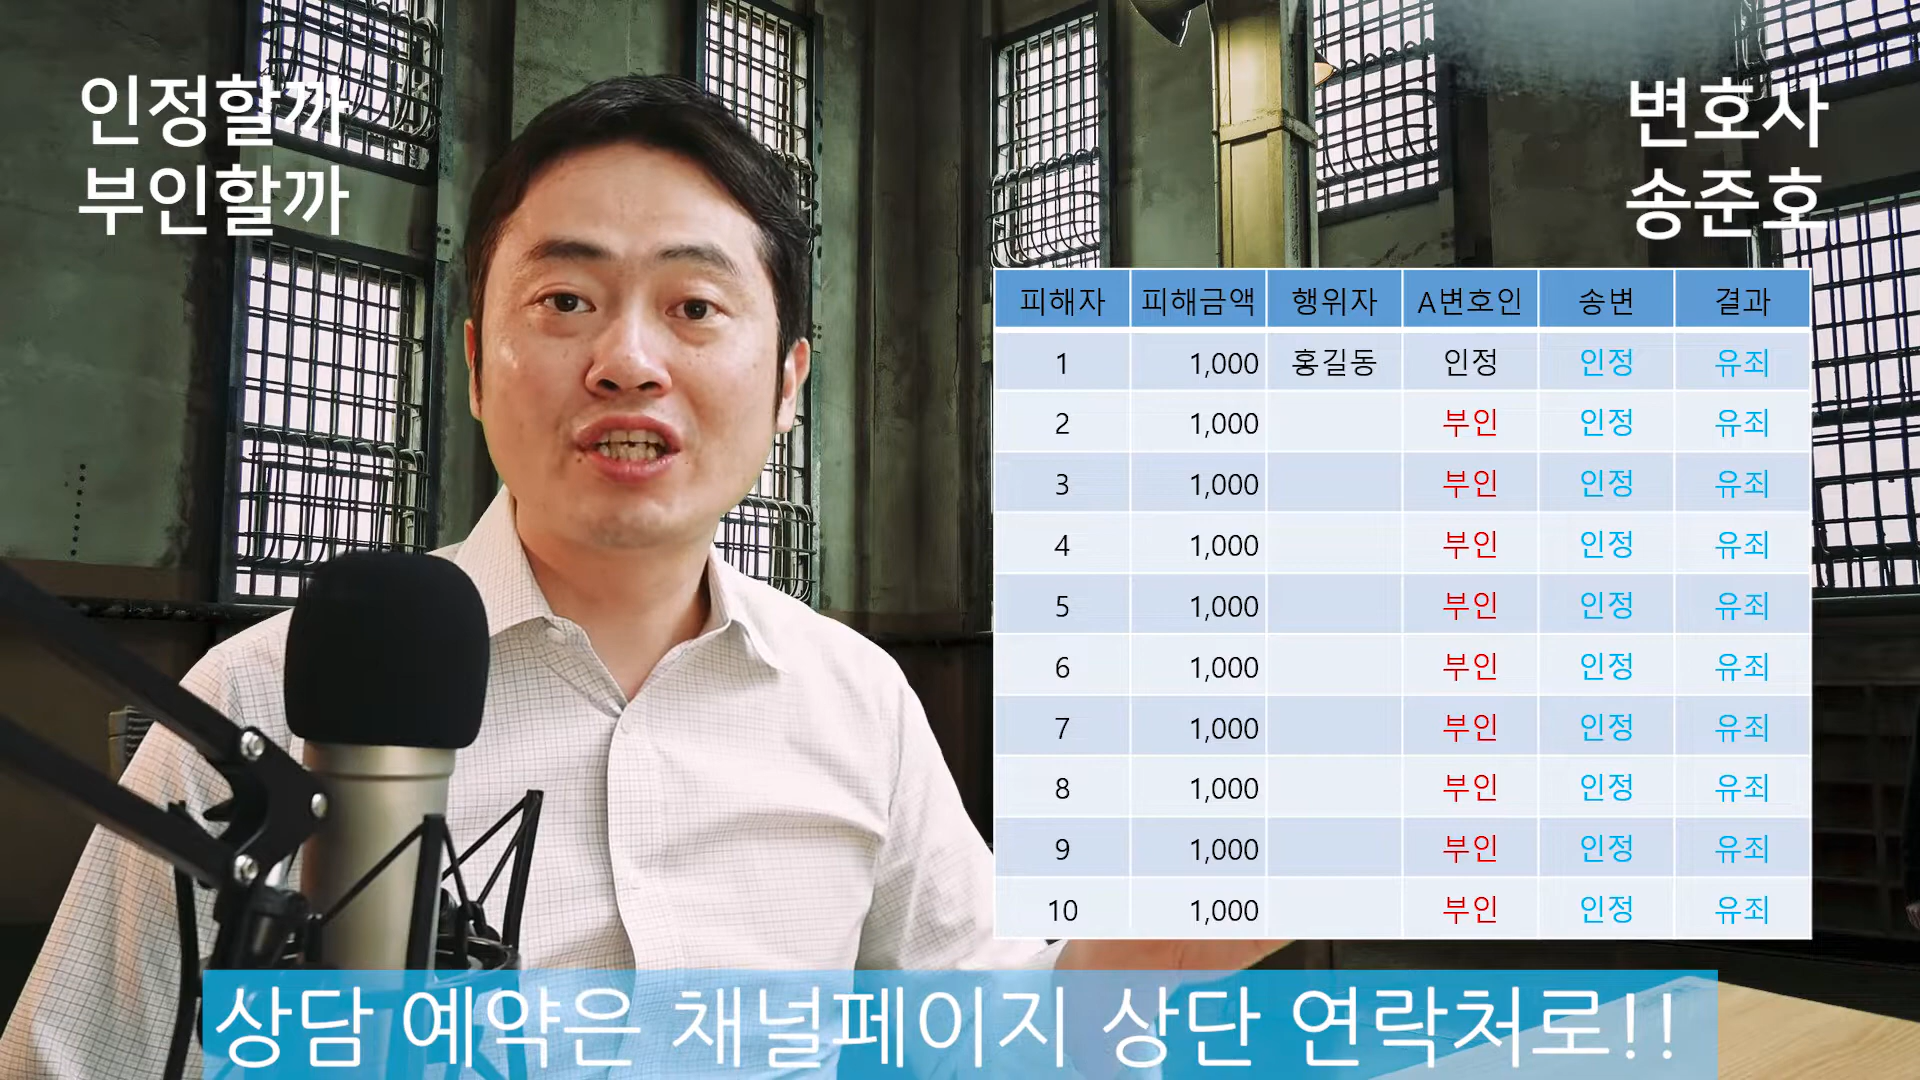 인정할까
부인할까
변호사
송준호
피해자 피해금액 행위자 A변호인 송변 결과
1 1,000 홍길동 인정 인정 유죄
2 1,000 부인 인정 유죄
3 1,000 부인 인정 유죄
4 1,000 부인 인정 유죄
5 1,000 부인 인정 유죄
6 1,000 부인 인정 유죄
7 1,000 부인 인정 유죄
8 1,000 부인 인정 유죄
9 1,000 부인 인정 유죄
10 1,000 부인 인정 유죄
상담 예약은 채널페이지 상단 연락처로!!